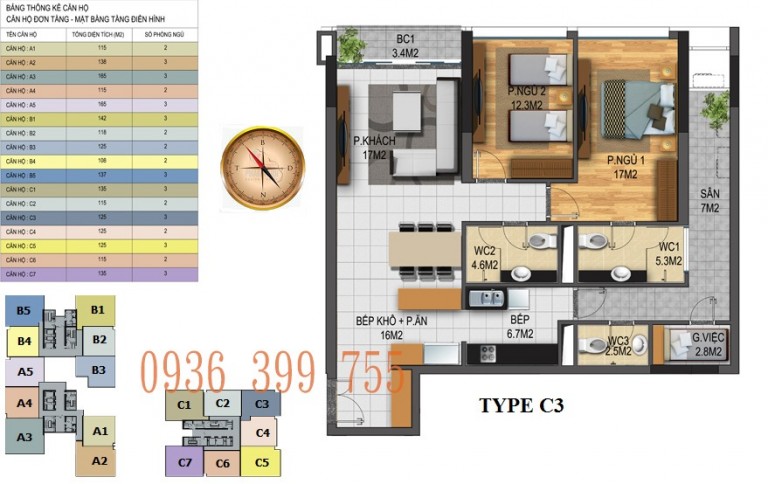 BẢNG THỐNG KÊ CĂN HỘ
CĂN HỘ ĐƠN TẦNG - MẶT BẰNG TẦNG ĐIỂN HÌNH
TÊN CĂN HỘ TỔNG DIỆN TÍCH (M2) SỐ PHÒNG NGỦ
CĂN HỘ : A1 115 2
CĂN HỘ : A2 138 3
CĂN HỘ : A3 165 3
CĂN HỘ : A4 115 2
CĂN HỘ : A5 165 3
CĂN HỘ : B1 142 3
CĂN HỘ : B2 118 2
CĂN HỘ : B3 125 2
CĂN HỘ : B4 108 2
CĂN HỘ : B5 137 3
CĂN HỘ : C1 135 3
CĂN HỘ : C2 115 2
CĂN HỘ : C3 125 3
CĂN HỘ : C4 125 2
CĂN HỘ : C5 125 3
CĂN HỘ : C6 115 2
CĂN HỘ : C7 135 3
BC1
3.4M2
P.KHÁCH
17M2
P.NGỦ 2
12.3M2
P.NGỦ 1
17M2
SÂN
7M2
WC2
4.6M2
WC1
5.3M2
BẾP KHÔ + P.ĂN
16M2
BẾP
6.7M2
WC3
2.5M2
G.VIỆC
2.8M2
0936 399 755
TYPE C3
B5
B4
A5
A4
A3
B1
B2
B3
A1
A2
C1
C2
C3
C4
C7
C6
C5